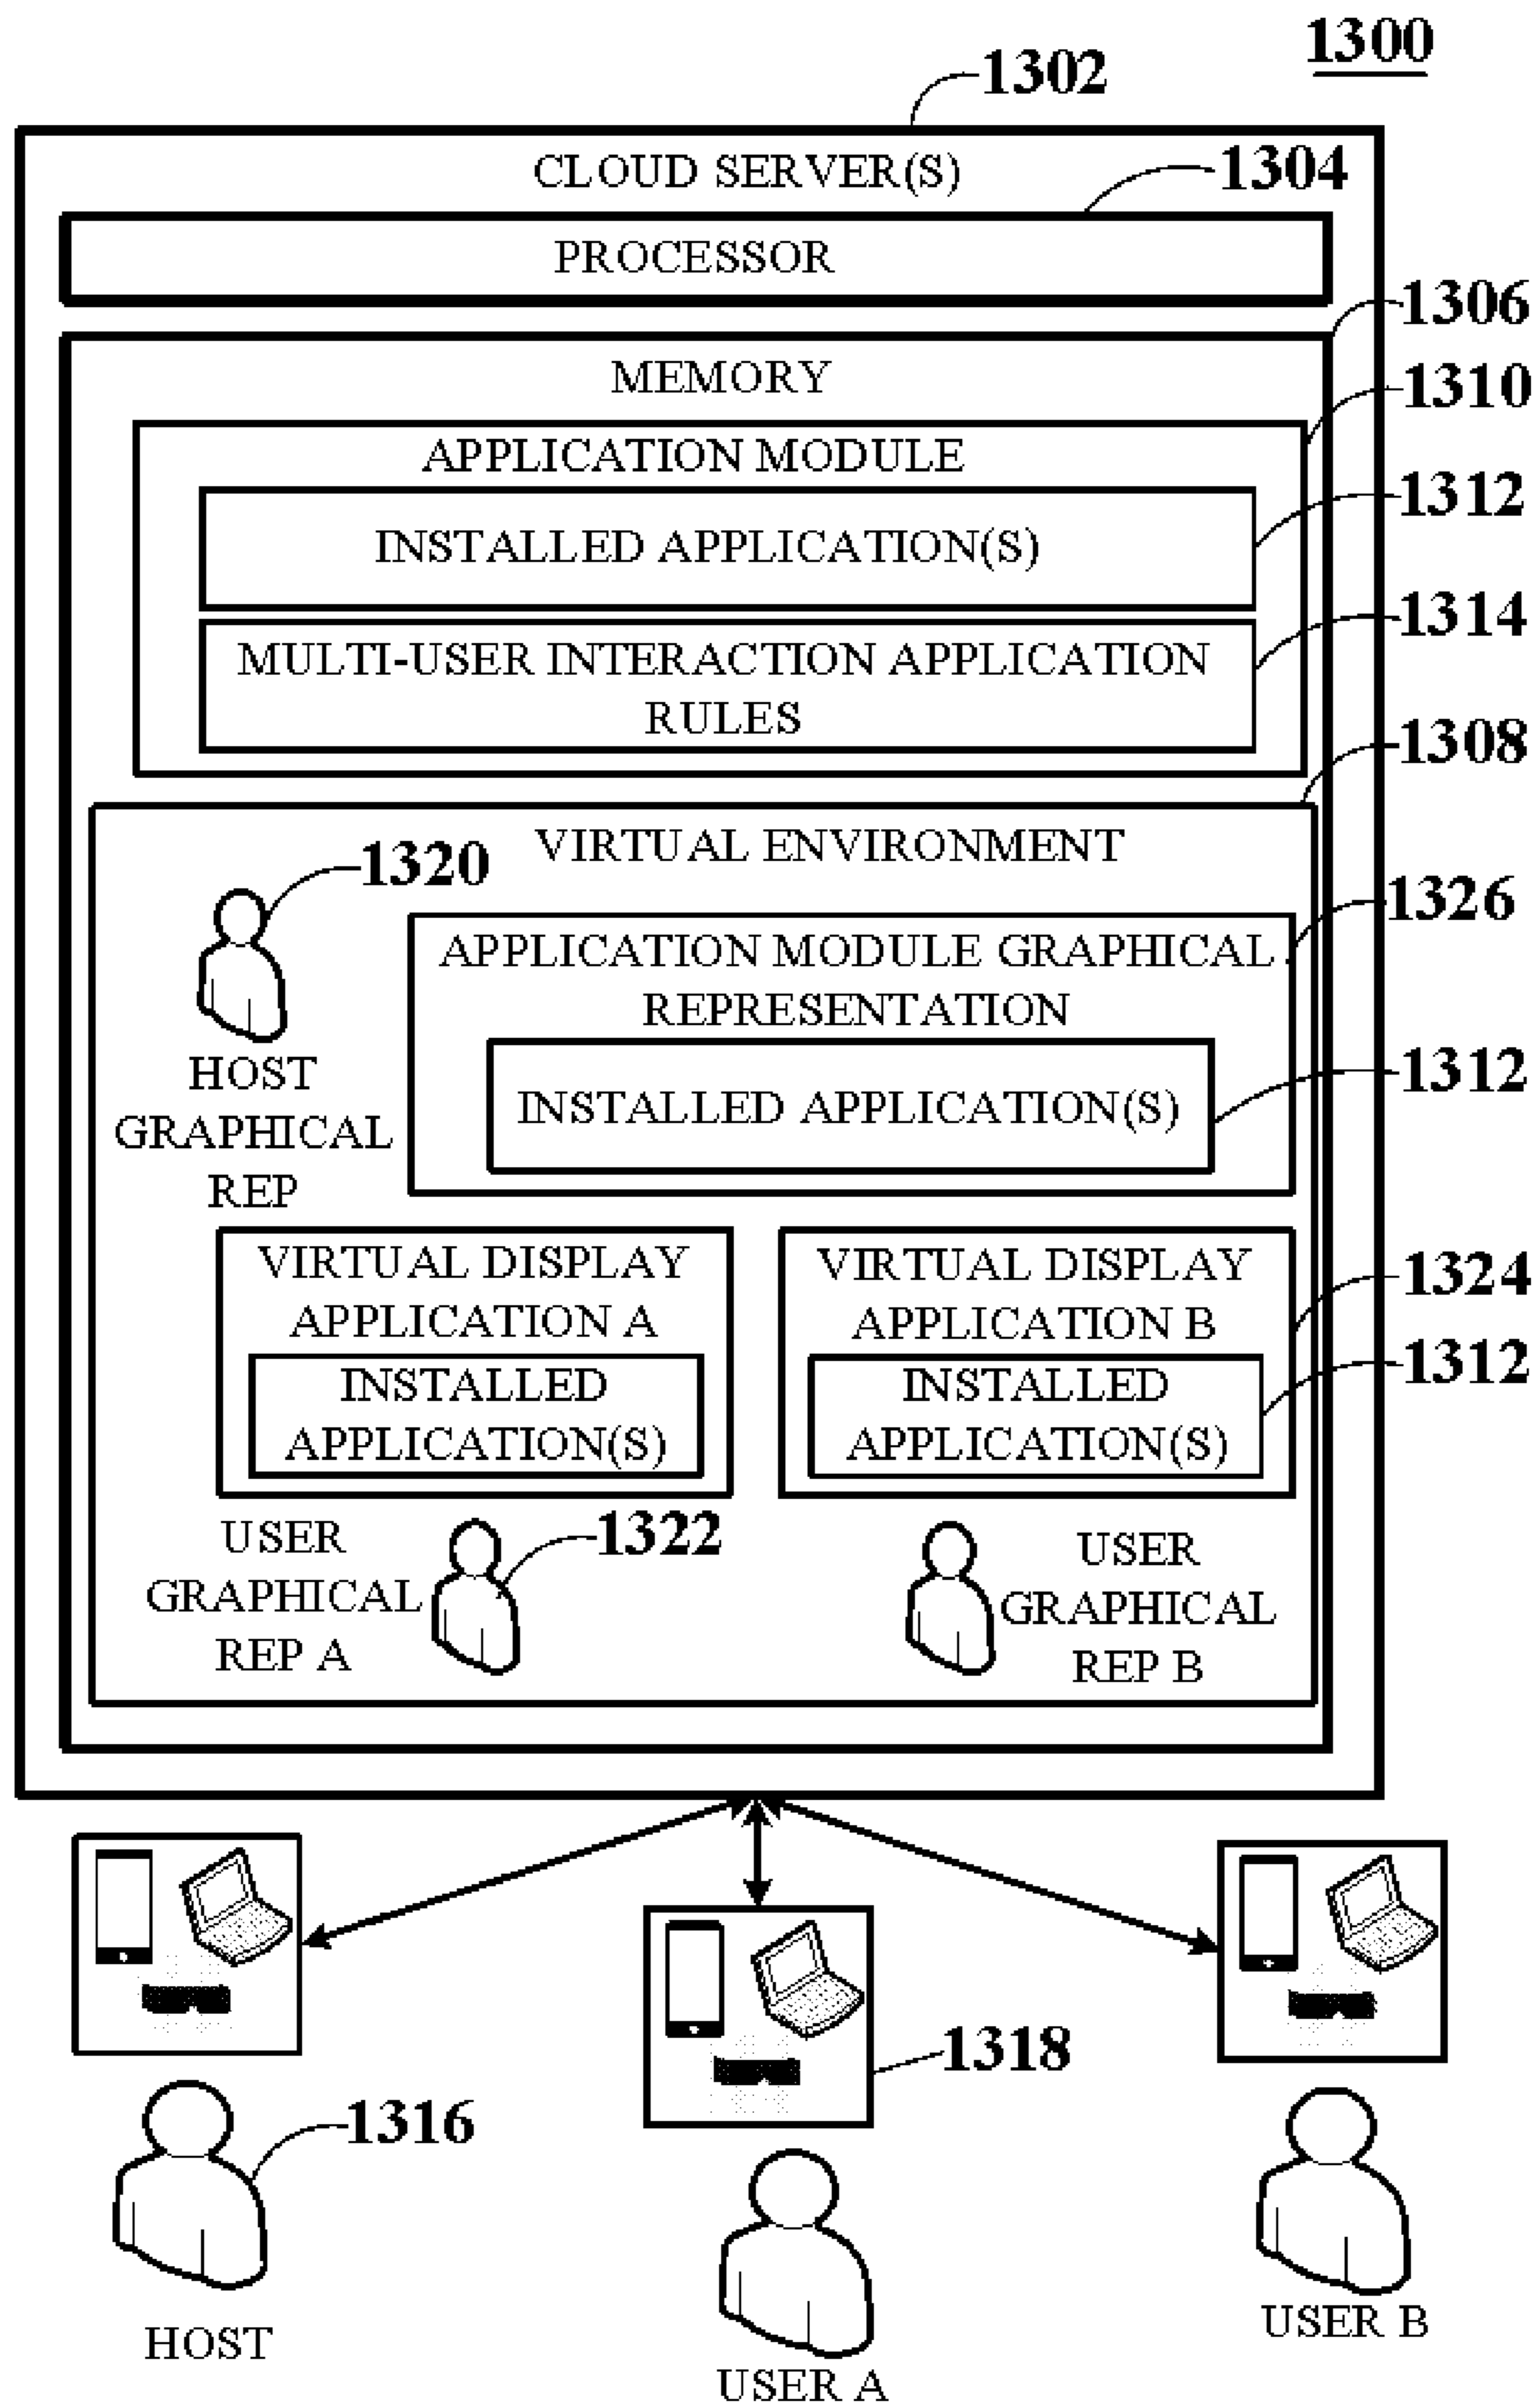 1300
1302
CLOUD SERVER(S)
1304
PROCESSOR
1306
MEMORY
1310
APPLICATION MODULE
1312
INSTALLED APPLICATION(S)
1314
MULTI-USER INTERACTION APPLICATION
RULES
1308
VIRTUAL ENVIRONMENT
1320
HOST
GRAPHICAL
REP
1326
APPLICATION MODULE GRAPHICAL
REPRESENTATION
1312
INSTALLED APPLICATION(S)
VIRTUAL DISPLAY
APPLICATION A
INSTALLED
APPLICATION(S)
VIRTUAL DISPLAY
APPLICATION B
1324
INSTALLED
APPLICATION(S)
1312
USER
GRAPHICAL
REP A
1322
USER
GRAPHICAL
REP B
1318
1316
HOST
USER A
USER B